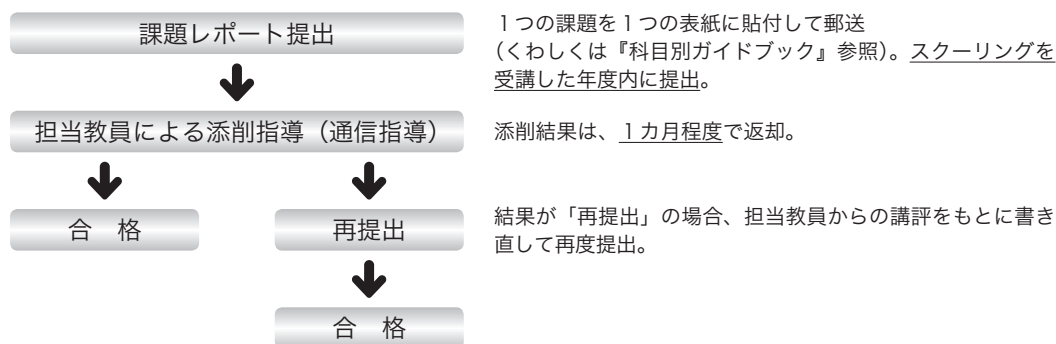 課題レポート提出
１つの課題を１つの表紙に貼付して郵送
（くわしくは『科目別ガイドブック』参照）。スクーリングを
受講した年度内に提出。
担当教員による添削指導（通信指導）
添削結果は、１カ月程度で返却。
合　格
再提出
結果が「再提出」の場合、担当教員からの講評をもとに書き
直して再度提出。
合　格